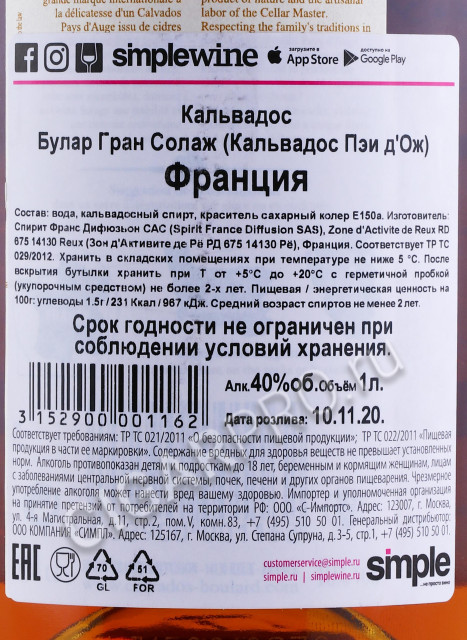 grande marque internationale à
délicatesse d'un Calvados
Pays d'Auge issu de cidres
product of nature and the artisanal
labor of the Cellar Master.
Respecting the family's traditions in
simplewine
ЗАГРУЗИТЕ В
App Store
ДОСТУПНО НА
Google Play
Кальвадос
Булар Гран Солаж (Кальвадос Пэи д'Ож)
Франция
Состав: вода, кальвадосный спирт, краситель сахарный колер Е150а. Изготовитель:
Спирит Франс Дифюзьон САС (Spirit France Diffusion SAS), Zone d'Activite de Reux RD
675 14130 Reux (Зон д'Активите де Рё РД 675 14130 Рё), Франция. Соответствует ТР ТС
029/2012. Хранить в складских помещениях при температуре не ниже 5 °С. После
вскрытия бутылки хранить при Т от +5°С до +20°С с герметичной пробкой
(укупорочным средством) не более 2-х лет. Пищевая / энергетическая ценность на
100г: углеводы 1.5г / 231 Ккал / 967 кДж. Средний возраст спиртов не менее 2 лет.
Срок годности не ограничен при
соблюдении условий хранения.
3 152900 001162
Алк.40%об.Объём 1л.
Дата розлива: 10.11.20.
Соответствует требованиям: ТР ТС 021/2011 "О безопасности пищевой продукции"; ТР ТС 022/2011 "Пищевая
продукция в части ее маркировки». Содержание вредных для здоровья веществ не превышает установленных
норм. Алкоголь противопоказан детям и подросткам до 18 лет, беременным и кормящим женщинам, лицам
с заболеваниями центральной нервной системы, почек, печени и других органов пищеварения. Чрезмерное
употребление алкоголя вредит вашему здоровью. Импортер и уполномоченная организация
на принятие претензий от потребителей на территории РФ: ООО «С-Импортс». Адрес: 123007, г. Москва,
ул. 4-я Магистральная, д.5, стр.2, пом.V, комн.83, +7 (495) 510 50 01. Генеральный дистрибьютор:
ООО КОМПАНИЯ «СИМПЛ». Адрес: 125167, г. Москва, ул. Степана Супруна, д.3-5, стр.1, +7 (495) 510 50 01.
EAC
70
GL
51
FOR
customerservice@simple.ru
simple.ru | simplewine.ru
simple
...не просто вино
CIGARPRO.RU